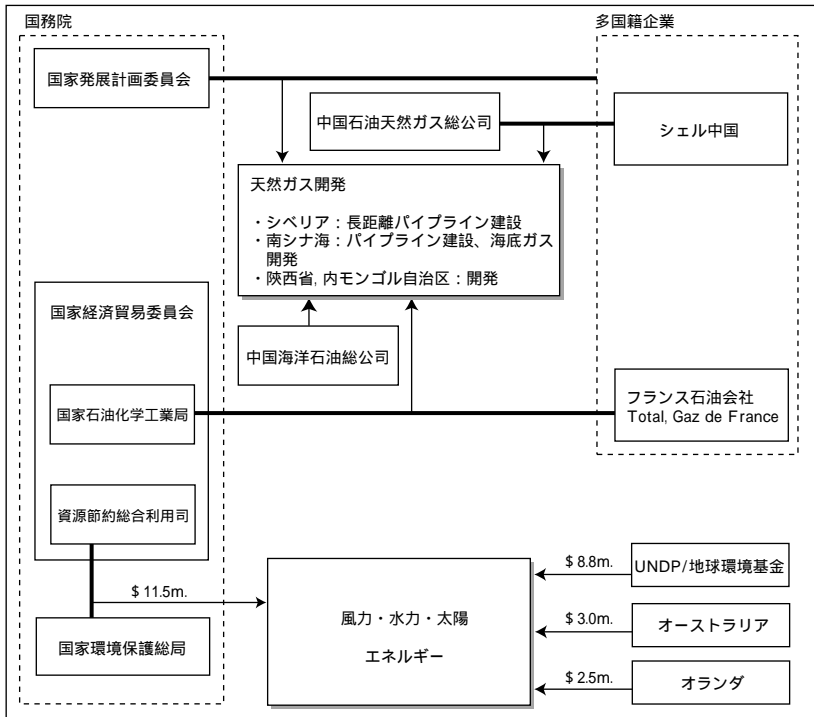 国務院
多国籍企業
国家発展計画委員会
中国石油天然ガス総公司
シェル中国
天然ガス開発
・シベリア：長距離パイプライン建設
・南シナ海：パイプライン建設、海底ガス
開発
・陜西省, 内モンゴル自治区：開発
国家経済貿易委員会
中国海洋石油総公司
国家石油化学工業局
フランス石油会社
Total, Gaz de France
資源節約総合利用司
＄11.5m.
国家環境保護総局
風力・水力・太陽
エネルギー
＄8.8m.
UNDP/地球環境基金
＄3.0m.
オーストラリア
＄2.5m.
オランダ